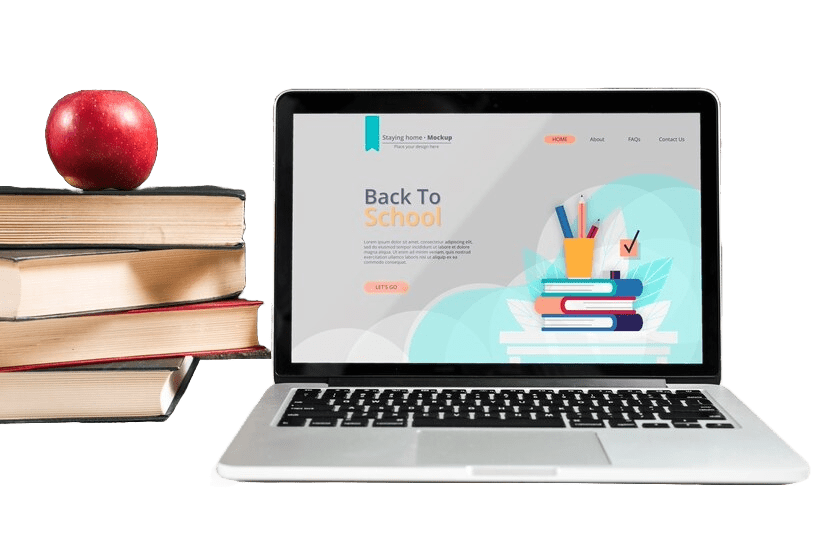 Staying home · Mockup
Place your design here
HOME
About
FAQs
Contact Us
Back To
School
Lorem ipsum dolor sit amet, consectetur adipiscing elit,
sed do eiusmod tempor incididunt ut labore et dolore
magna aliqua. Ut enim ad minim veniam, quis nostrud
exercitation ullamco laboris nisi ut aliquip ex ea
commodo consequat.
LET'S GO